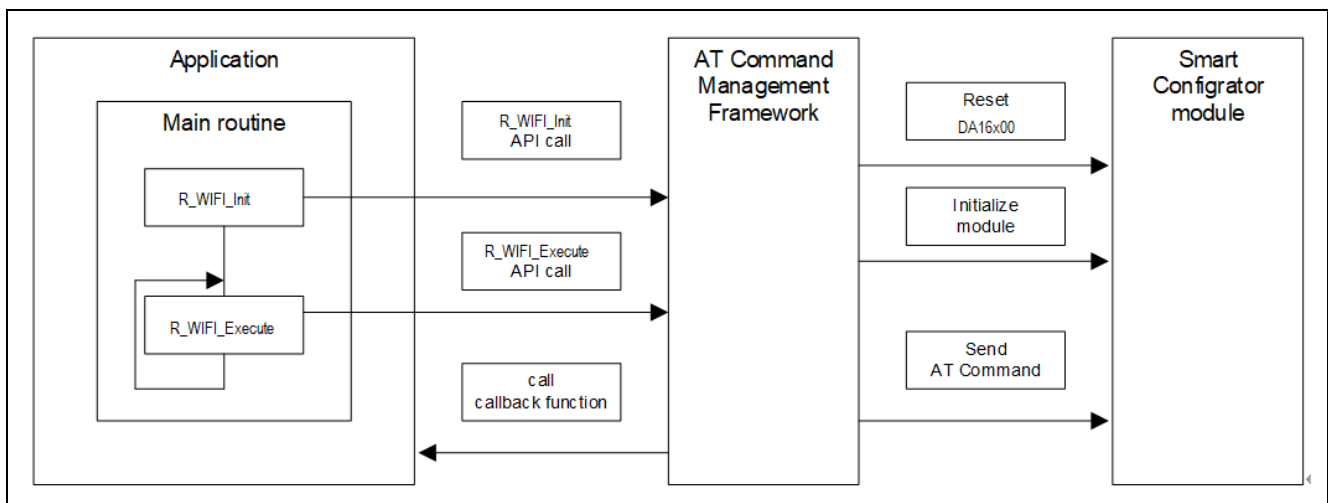 Application
Main routine
R_WIFI_Init
R_WIFI_Execute
R_WIFI_Init
API call
R_WIFI_Execute
API call
call
callback function
AT Command
Management
Framework
Reset
DA16x00
Initialize
module
Send
AT Command
Smart
Configrator
module